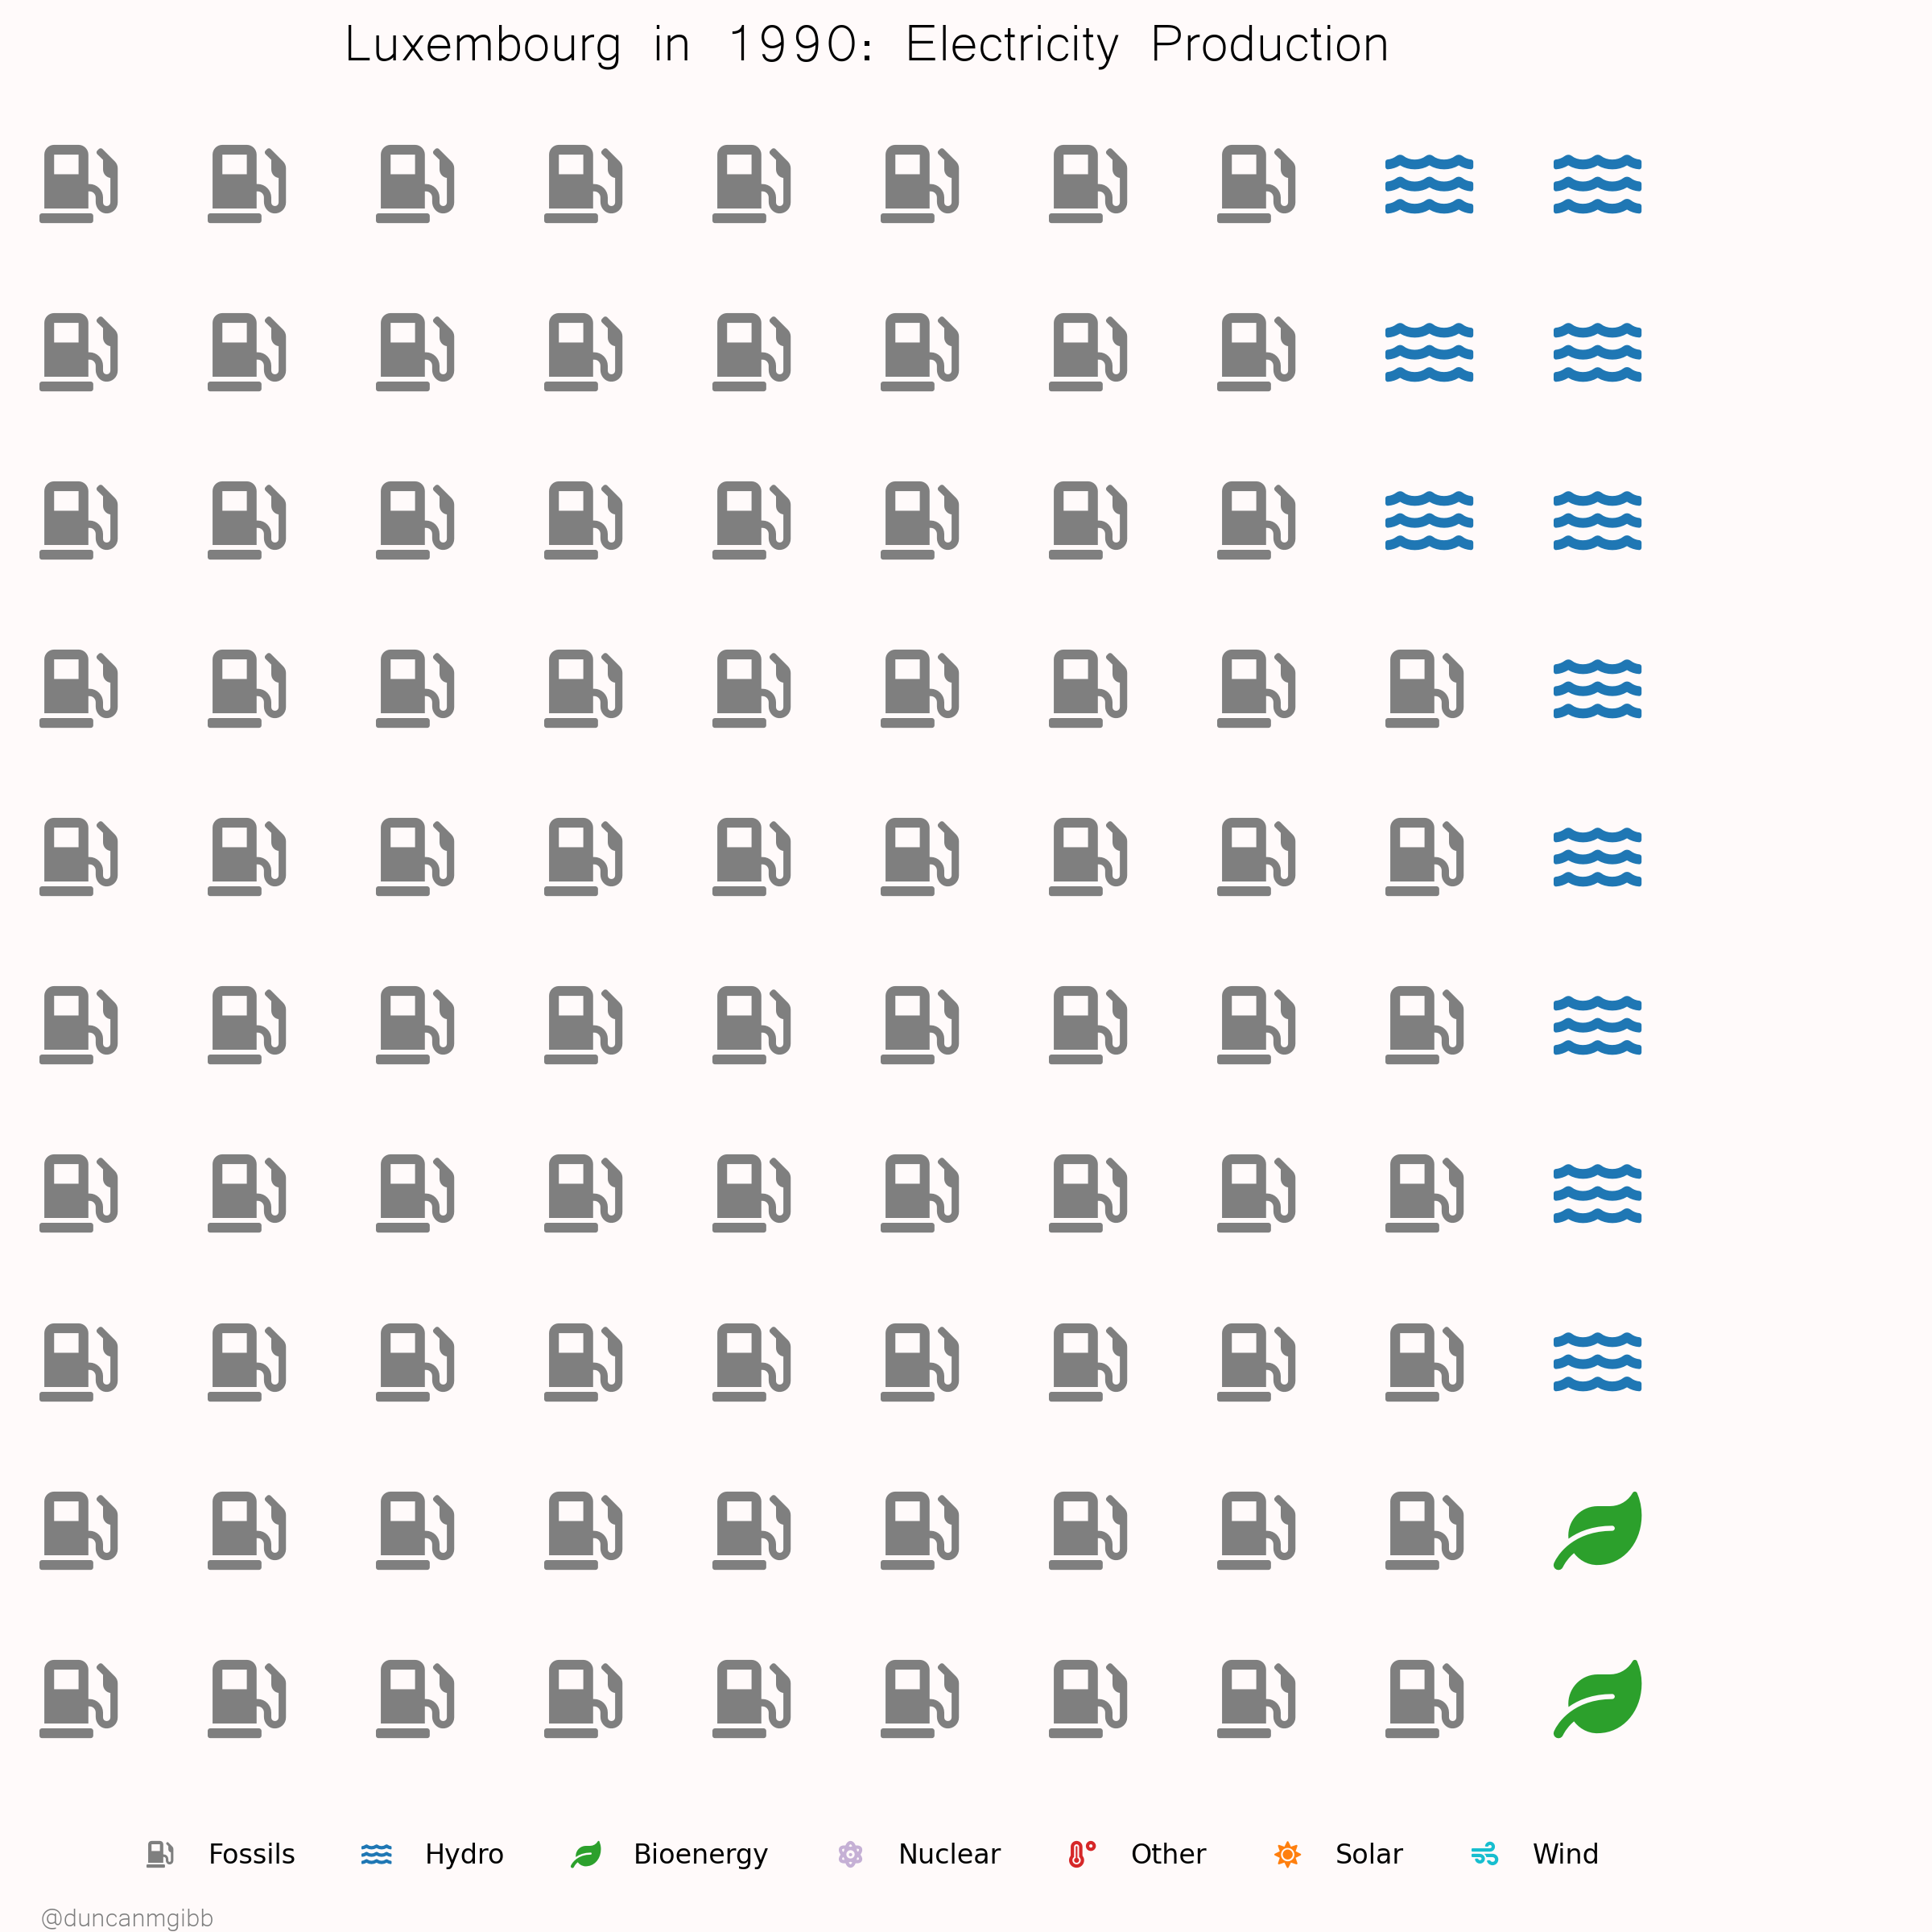 Luxembourg in 1990: Electricity Production
Fossils Hydro Bioenergy Nuclear Other Solar Wind
@duncanmgibb